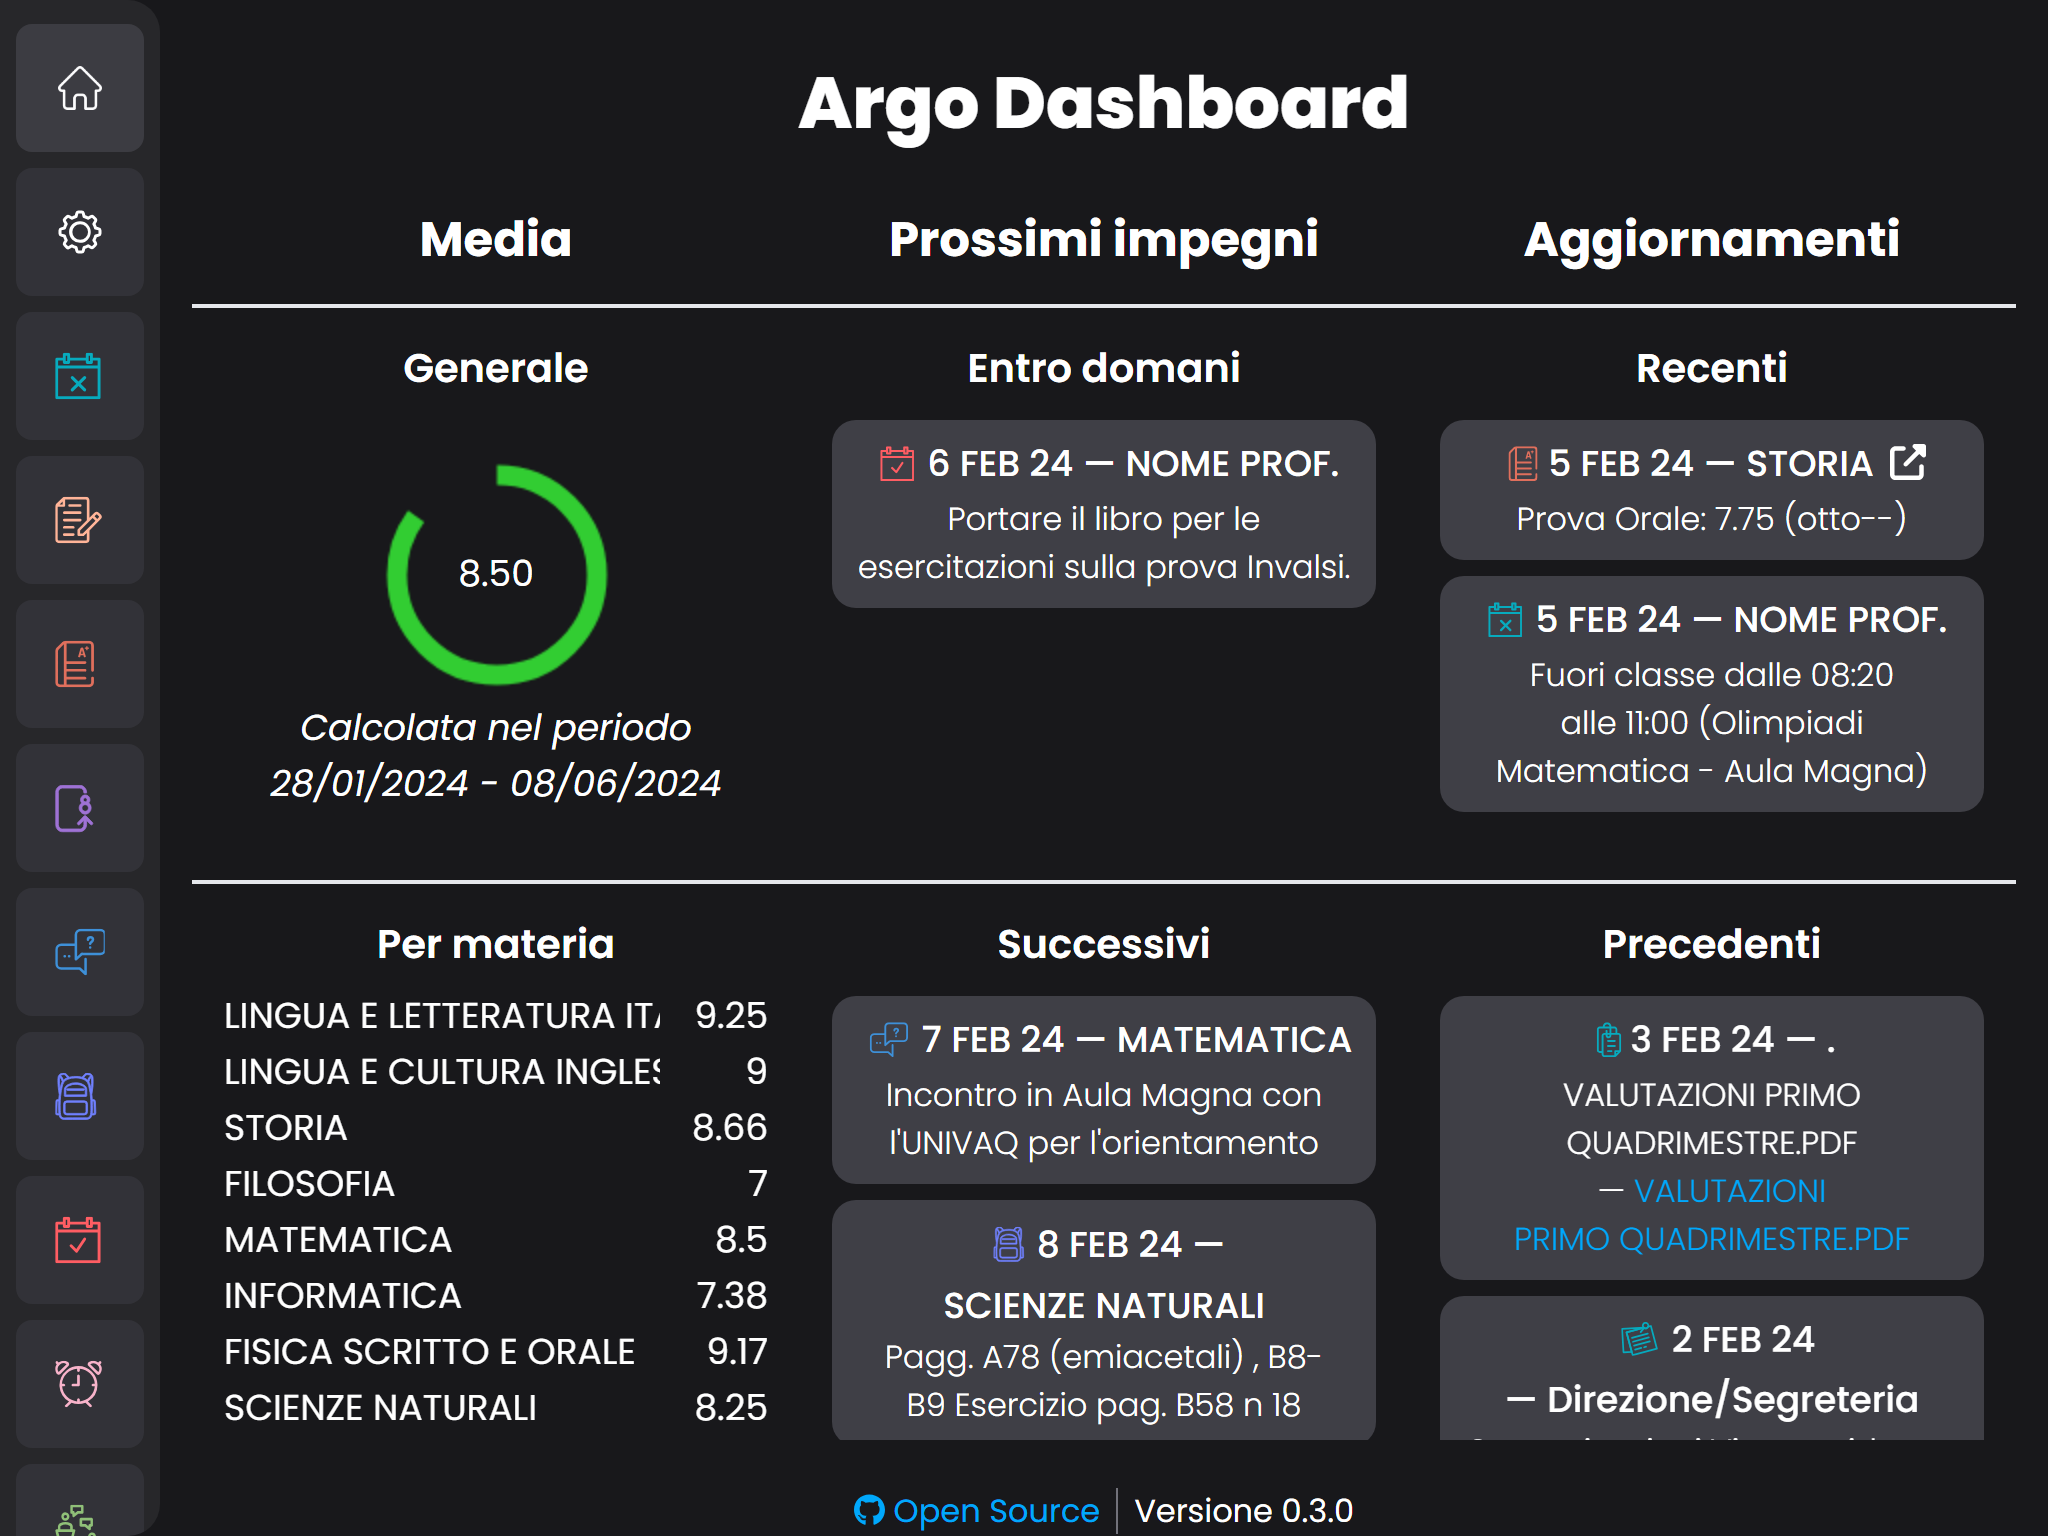 Argo Dashboard
Media
Generale
8.50
Calcolata nel periodo
28/01/2024 - 08/06/2024
Per materia
LINGUA E LETTERATURA ITA 9.25
LINGUA E CULTURA INGLES 9
STORIA 8.66
FILOSOFIA 7
MATEMATICA 8.5
INFORMATICA 7.38
FISICA SCRITTO E ORALE 9.17
SCIENZE NATURALI 8.25
Prossimi impegni
Entro domani
6 FEB 24 — NOME PROF.
Portare il libro per le
esercitazioni sulla prova Invalsi.
Successivi
7 FEB 24 — MATEMATICA
Incontro in Aula Magna con
l'UNIVAQ per l'orientamento
8 FEB 24 —
SCIENZE NATURALI
Pagg. A78 (emiacetali) , B8-
B9 Esercizio pag. B58 n 18
Aggiornamenti
Recenti
5 FEB 24 — STORIA
Prova Orale: 7.75 (otto--)
5 FEB 24 — NOME PROF.
Fuori classe dalle 08:20
alle 11:00 (Olimpiadi
Matematica - Aula Magna)
Precedenti
3 FEB 24 — .
VALUTAZIONI PRIMO
QUADRIMESTRE.PDF
— VALUTAZIONI
PRIMO QUADRIMESTRE.PDF
2 FEB 24
— Direzione/Segreteria
Open Source
Versione 0.3.0